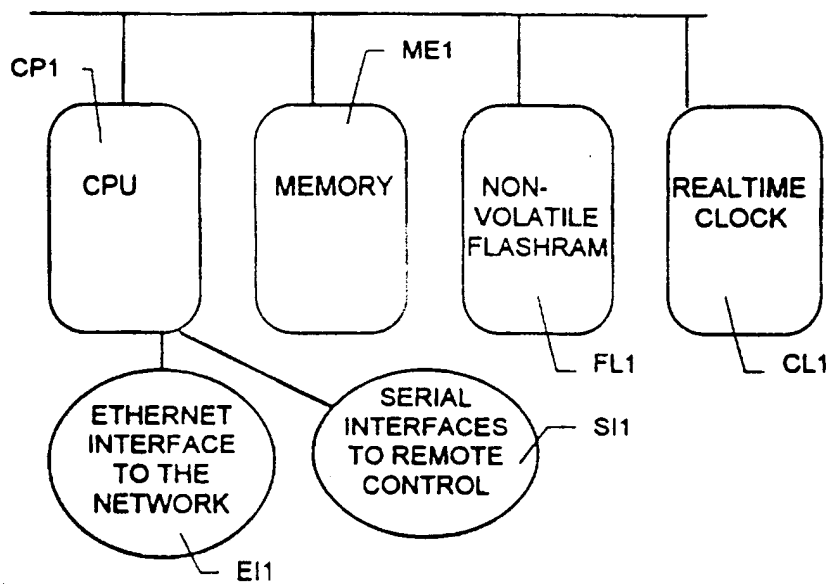 CP1
ME1
CPU
MEMORY
NON-
VOLATILE
FLASHRAM
REALTIME
CLOCK
FL1
CL1
ETHERNET
INTERFACE
TO THE
NETWORK
SERIAL
INTERFACES
TO REMOTE
CONTROL
SI1
EI1